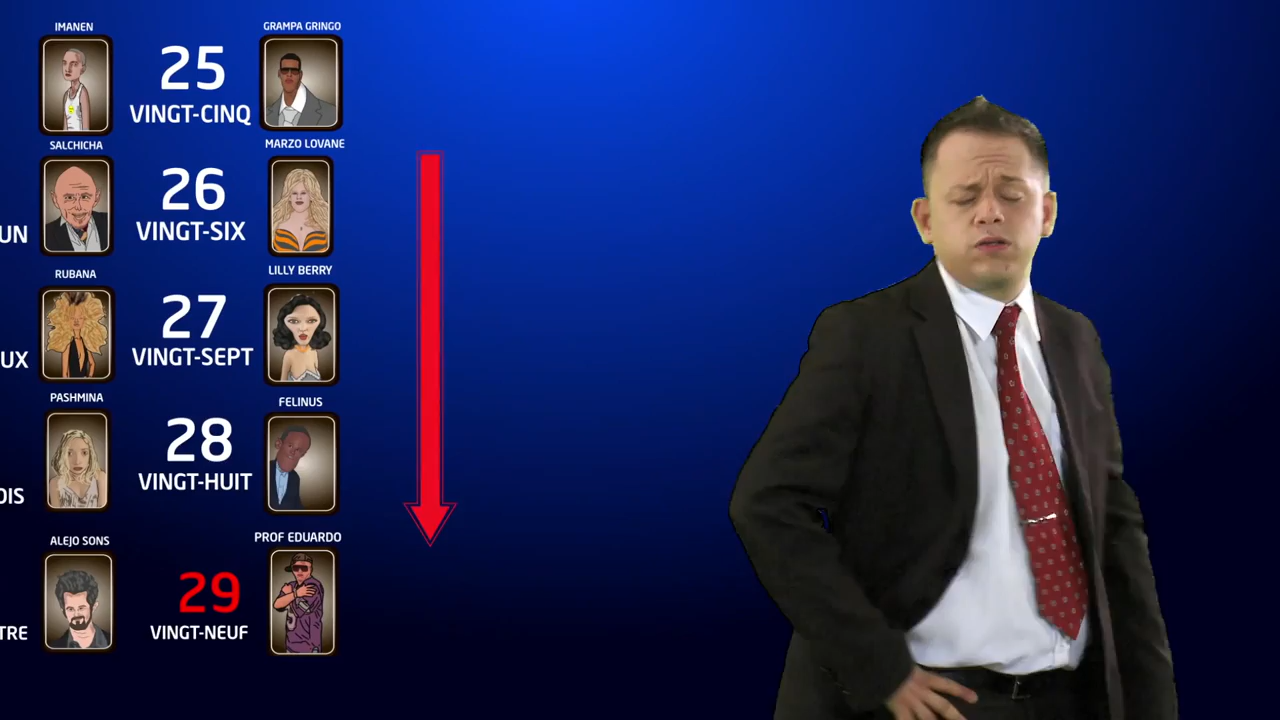 IMANEN
GRAMPA GRINGO
25
VINGT-CINQ
SALCHICHA
MARZO LOVANE
26
UN
VINGT-SIX
RUBANA
LILLY BERRY
27
UX
VINGT-SEPT
PASHMINA
FELINUS
28
VINGT-HUIT
OIS
ALEJO SONS
PROF EDUARDO
29
TRE
VINGT-NEUF